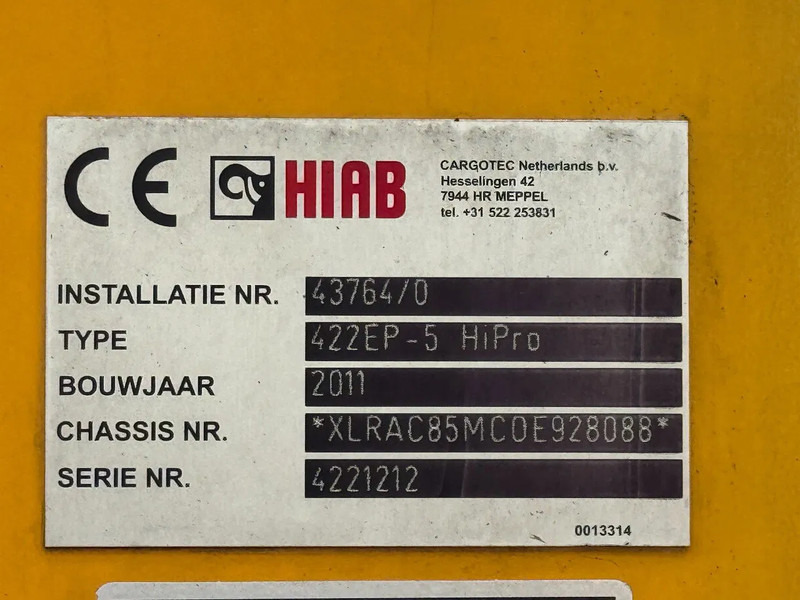 CE HIAB
CARGOTEC Netherlands b.v.
Hesselingen 42
7944 HR MEPPEL
tel. +31 522 253831
INSTALLATIE NR. 43764/0
TYPE 422EP-5 HiPro
BOUWJAAR 2011
CHASSIS NR. *XLRAC85MC0E928088*
SERIE NR. 4221212
0013314